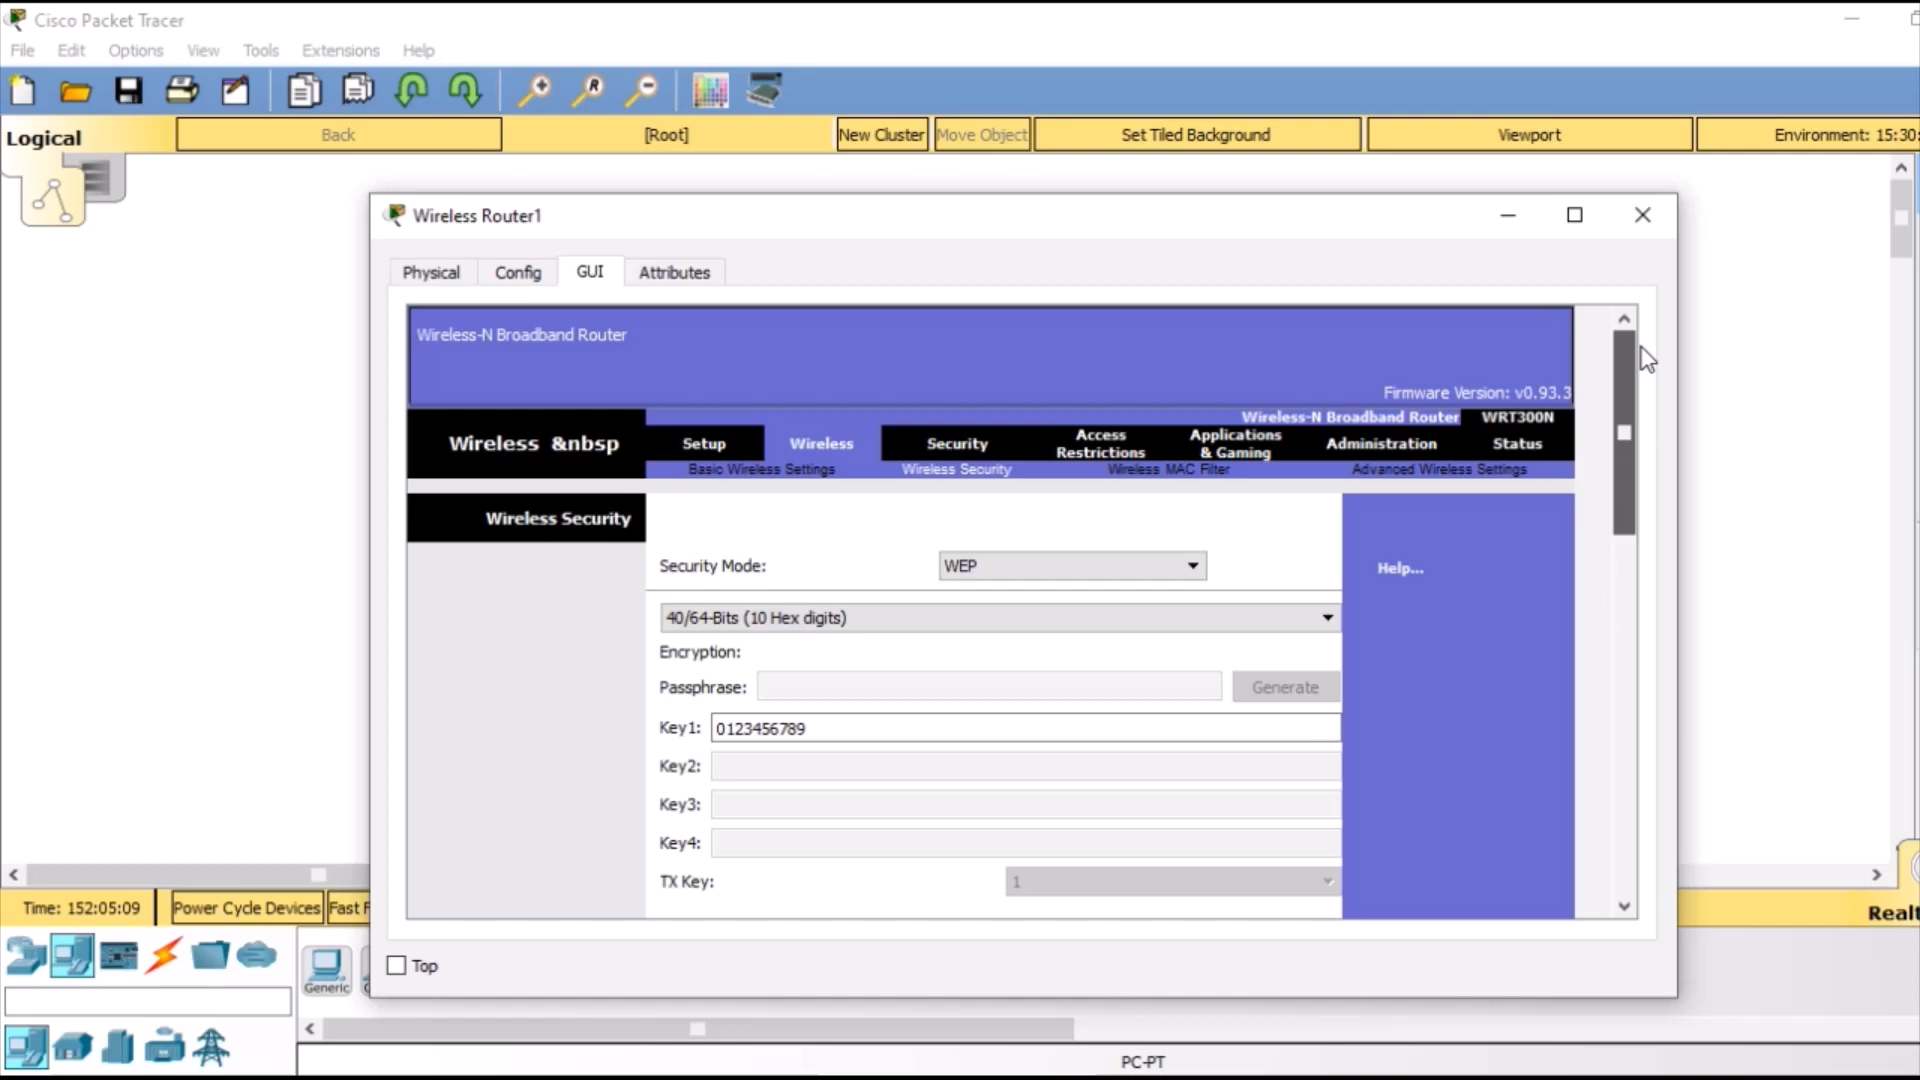 Cisco Packet Tracer
File Edit Options View Tools Extensions Help
R
Logical Back [Root] New Cluster Move Object Set Tiled Background Viewport Environment: 15:30:
Wireless Router1
Physical Config GUI Attributes
Wireless-N Broadband Router
Firmware Version: v0.93.3
Wireless-N Broadband Router WRT300N
Wireless &nbsp Setup Wireless Security Access Restrictions Applications & Gaming Administration Status
Basic Wireless Settings Wireless Security Wireless MAC Filter Advanced Wireless Settings
Wireless Security
Security Mode: WEP
Help...
40/64-Bits (10 Hex digits)
Encryption:
Passphrase: Generate
Key1: 0123456789
Key2:
Key3:
Key4:
TX Key: 1
Time: 152:05:09 Power Cycle Devices Fast F
Realt
Top
Generic
PC-PT